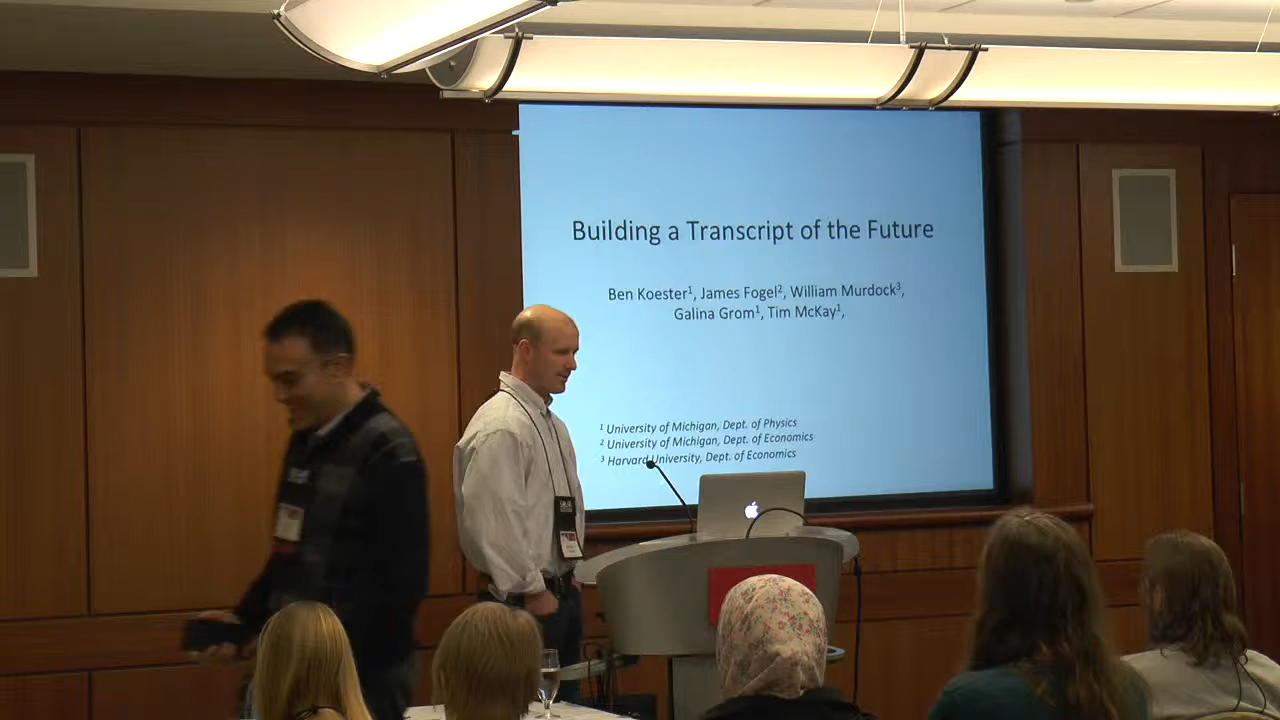 Building a Transcript of the Future
Ben Koester¹, James Fogel², William Murdock³,
Galina Grom¹, Tim McKay¹,
¹ University of Michigan, Dept. of Physics
² University of Michigan, Dept. of Economics
³ Harvard University, Dept. of Economics